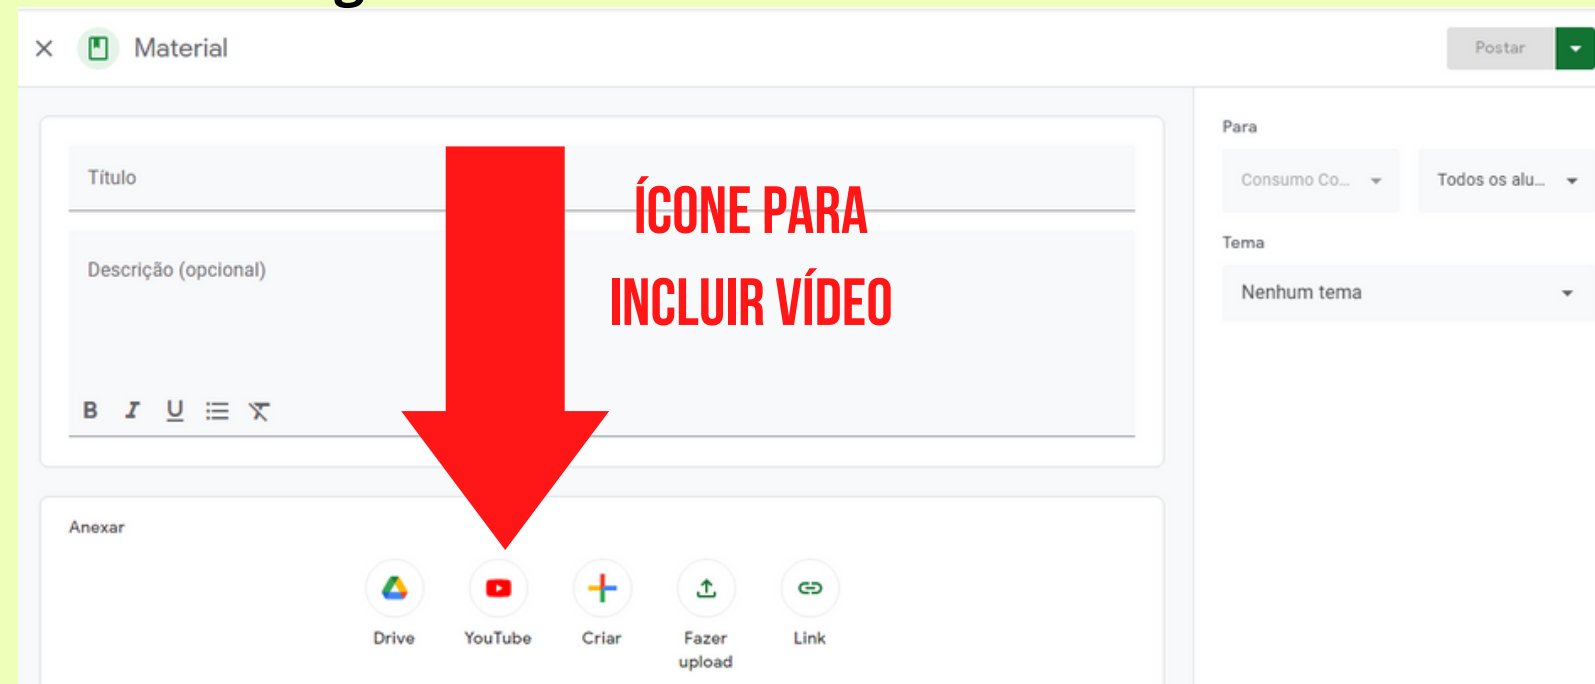 Material
Postar
Título
ÍCONE PARA
INCLUIR VÍDEO
Descrição (opcional)
B I U
Anexar
Drive
YouTube
Criar
Fazer
upload
Link
Para
Consumo Co...
Todos os alu...
Tema
Nenhum tema